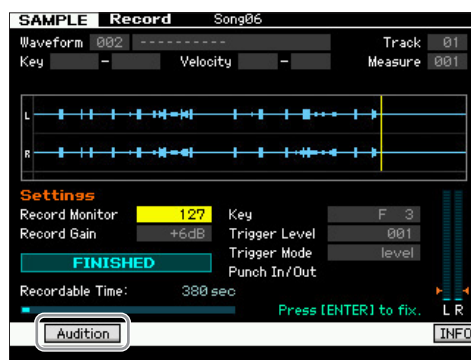 SAMPLE Record Song06
Waveform 002 ---------- Track 01
Key - Velocity - Measure 001
L
R
Settings
Record Monitor 127 Key F 3
Record Gain +6dB Trigger Level 001
Trigger Mode level
FINISHED
Punch In/Out
Recordable Time: 380 sec
Press [ENTER] to fix. L R
Audition INFO